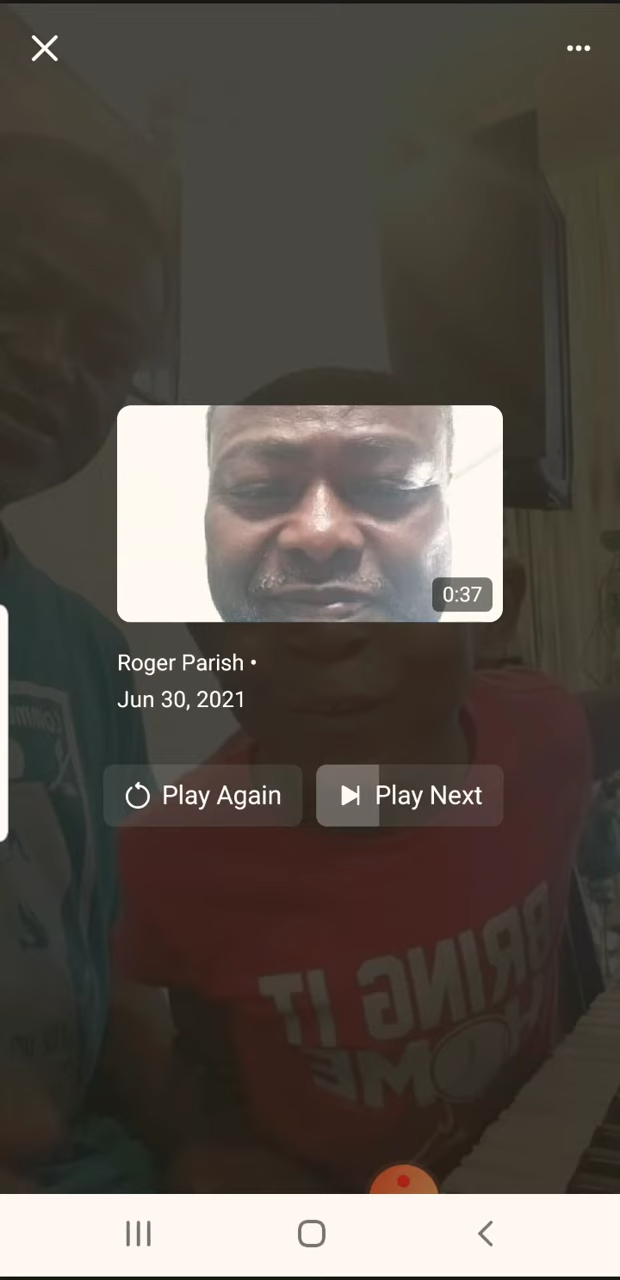 0:37
Roger Parish •
Jun 30, 2021
Play Again
Play Next
BRING IT
HOME